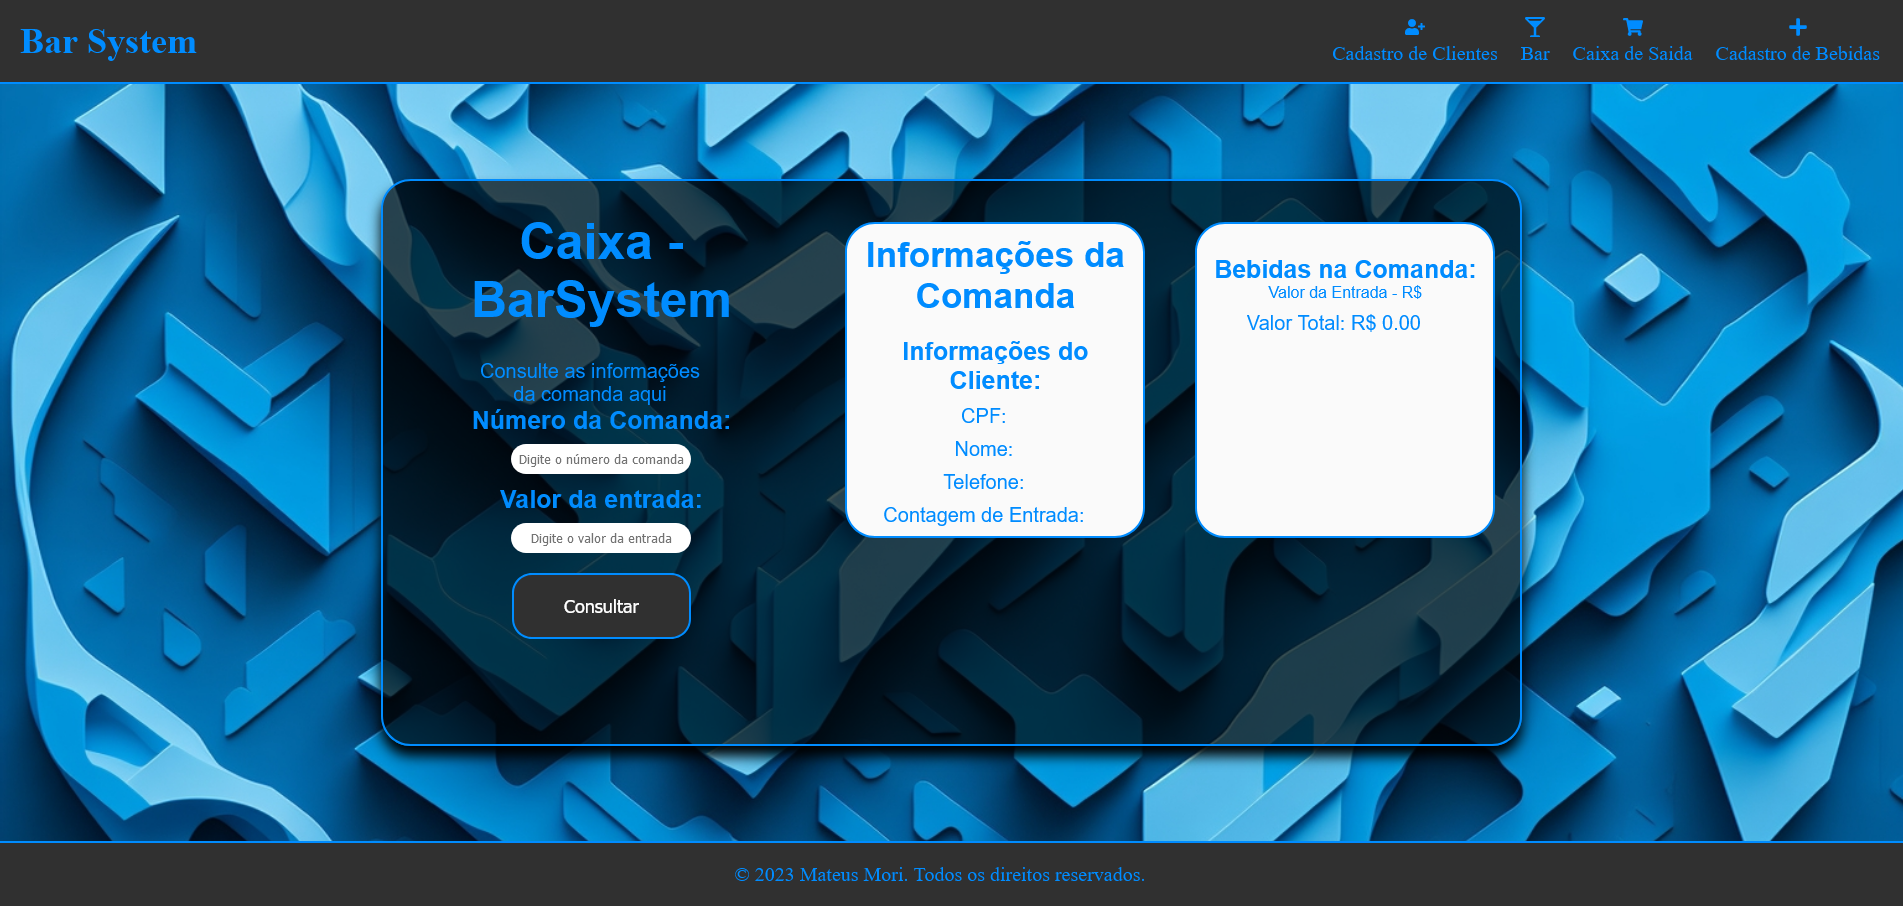 Bar System
Cadastro de Clientes
Bar
Caixa de Saida
Cadastro de Bebidas
Caixa -
BarSystem
Consulte as informações
da comanda aqui
Número da Comanda:
Digite o número da comanda
Valor da entrada:
Digite o valor da entrada
Consultar
Informações da
Comanda
Informações do
Cliente:
CPF:
Nome:
Telefone:
Contagem de Entrada:
Bebidas na Comanda:
Valor da Entrada - R$
Valor Total: R$ 0.00
© 2023 Mateus Mori. Todos os direitos reservados.